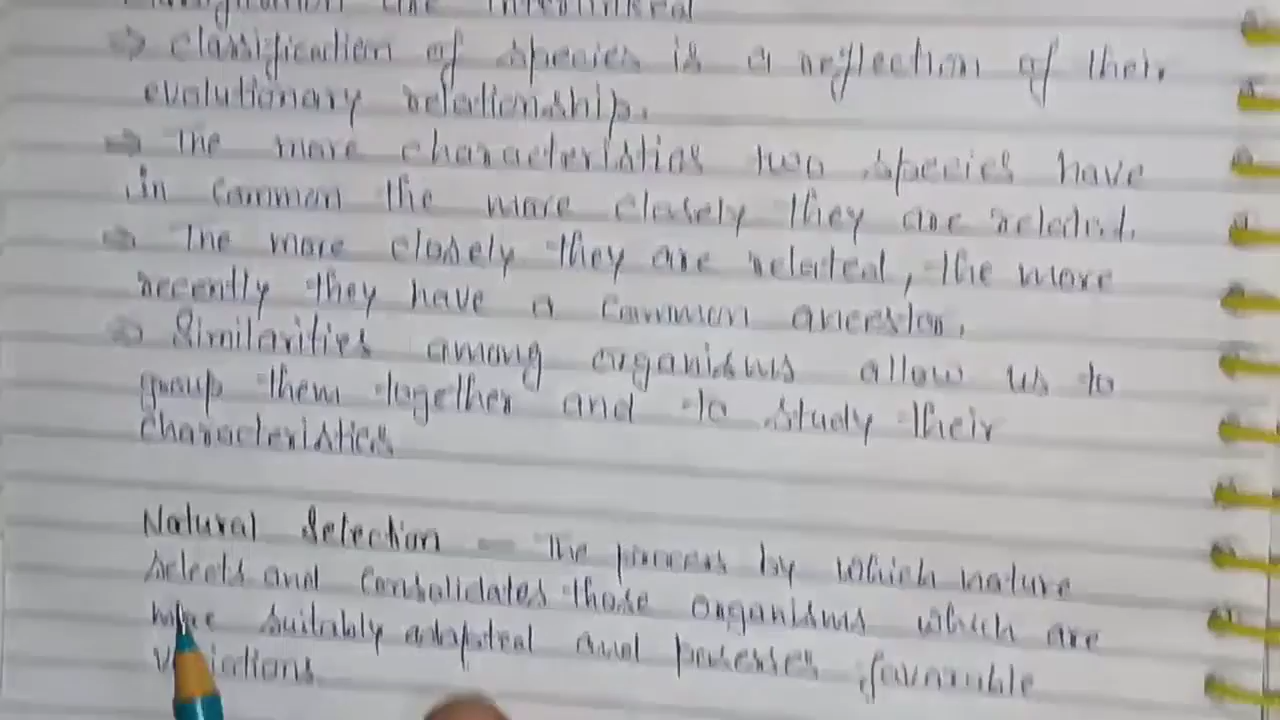 are interlinked
⇒ Classification of species is a reflection of their
evolutionary relationship.
⇒ The more characteristics two species have
in common the more closely they are related.
⇒ The more closely they are related, the more
recently they have a common ancestor.
⇒ Similarities among organisms allow us to
group them together and to study their
characteristics
Natural selection - The process by which nature
selects and consolidates those organisms which are
more suitably adapted and possesses favourable
variations.